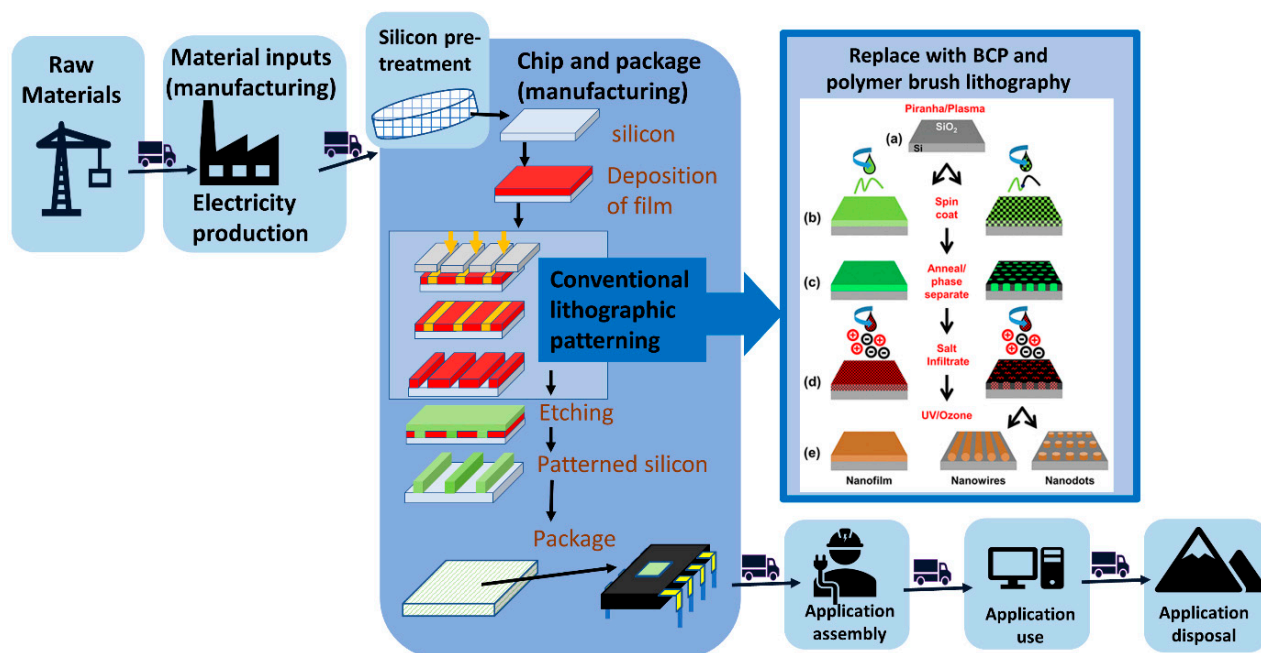 Raw
Materials
Material inputs
(manufacturing)
Electricity
production
Silicon pre-
treatment
Chip and package
(manufacturing)
silicon
Deposition
of film
Conventional
lithographic
patterning
Etching
Patterned silicon
Package
Replace with BCP and
polymer brush lithography
Piranha/Plasma
(a)
SiO₂
Si
(b)
Spin
coat
(c)
Anneal/
phase
separate
(d)
Salt
Infiltrate
UV/Ozone
(e)
Nanofilm
Nanowires
Nanodots
Application
assembly
Application
use
Application
disposal